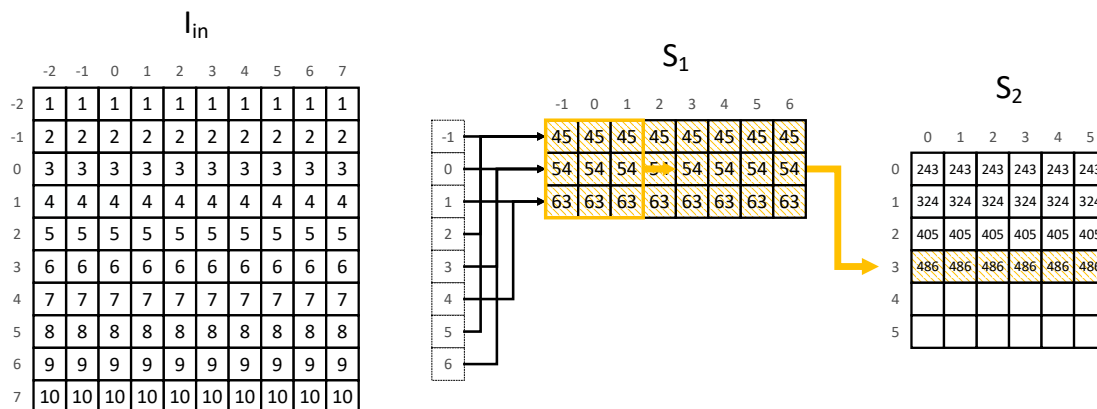 I_in
-2 -1 0 1 2 3 4 5 6 7
-2 1 1 1 1 1 1 1 1 1 1
-1 2 2 2 2 2 2 2 2 2 2
0 3 3 3 3 3 3 3 3 3 3
1 4 4 4 4 4 4 4 4 4 4
2 5 5 5 5 5 5 5 5 5 5
3 6 6 6 6 6 6 6 6 6 6
4 7 7 7 7 7 7 7 7 7 7
5 8 8 8 8 8 8 8 8 8 8
6 9 9 9 9 9 9 9 9 9 9
7 10 10 10 10 10 10 10 10 10 10
-1
0
1
2
3
4
5
6
S_1
-1 0 1 2 3 4 5 6
45 45 45 45 45 45 45 45
54 54 54 54 54 54 54 54
63 63 63 63 63 63 63 63
S_2
0 1 2 3 4 5
0 243 243 243 243 243 243
1 324 324 324 324 324 324
2 405 405 405 405 405 405
3 486 486 486 486 486 486
4
5